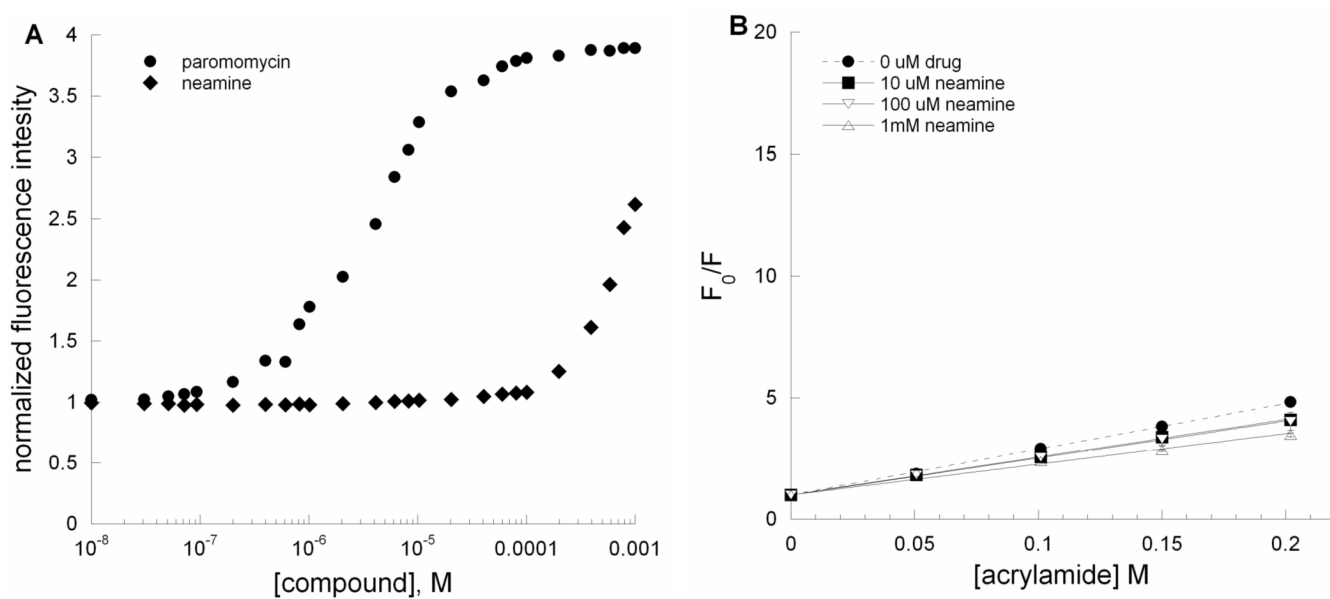 A
paromomycin
neamine
normalized fluorescence intesity
4
3.5
3
2.5
2
1.5
1
0.5
0
10⁻⁸ 10⁻⁷ 10⁻⁶ 10⁻⁵ 0.0001 0.001
[compound], M
B
0 uM drug
10 uM neamine
100 uM neamine
1mM neamine
F₀/F
20
15
10
5
0
0 0.05 0.1 0.15 0.2
[acrylamide] M